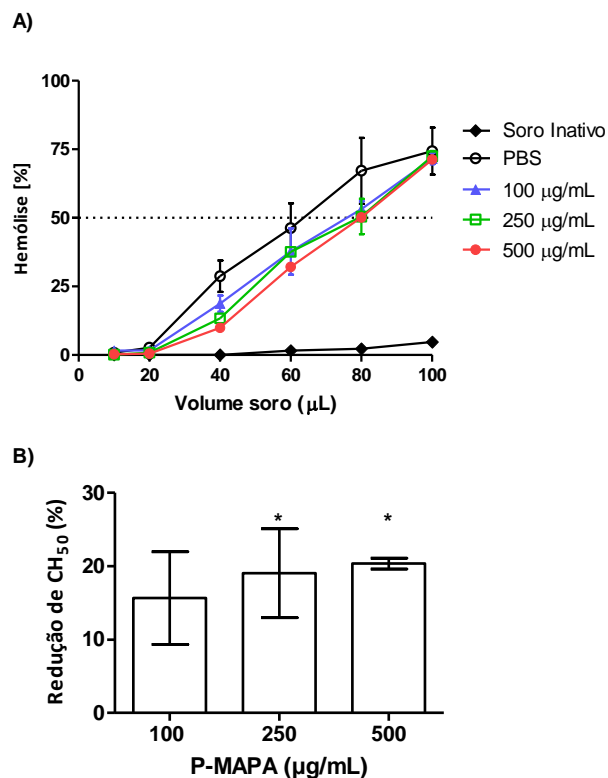 A)
100
75
50
25
0
Hemólise [%]
0 20 40 60 80 100
Volume soro (µL)
Soro Inativo
PBS
100 µg/mL
250 µg/mL
500 µg/mL
B)
30
20
10
0
Redução de CH50 (%)
* *
100 250 500
P-MAPA (µg/mL)